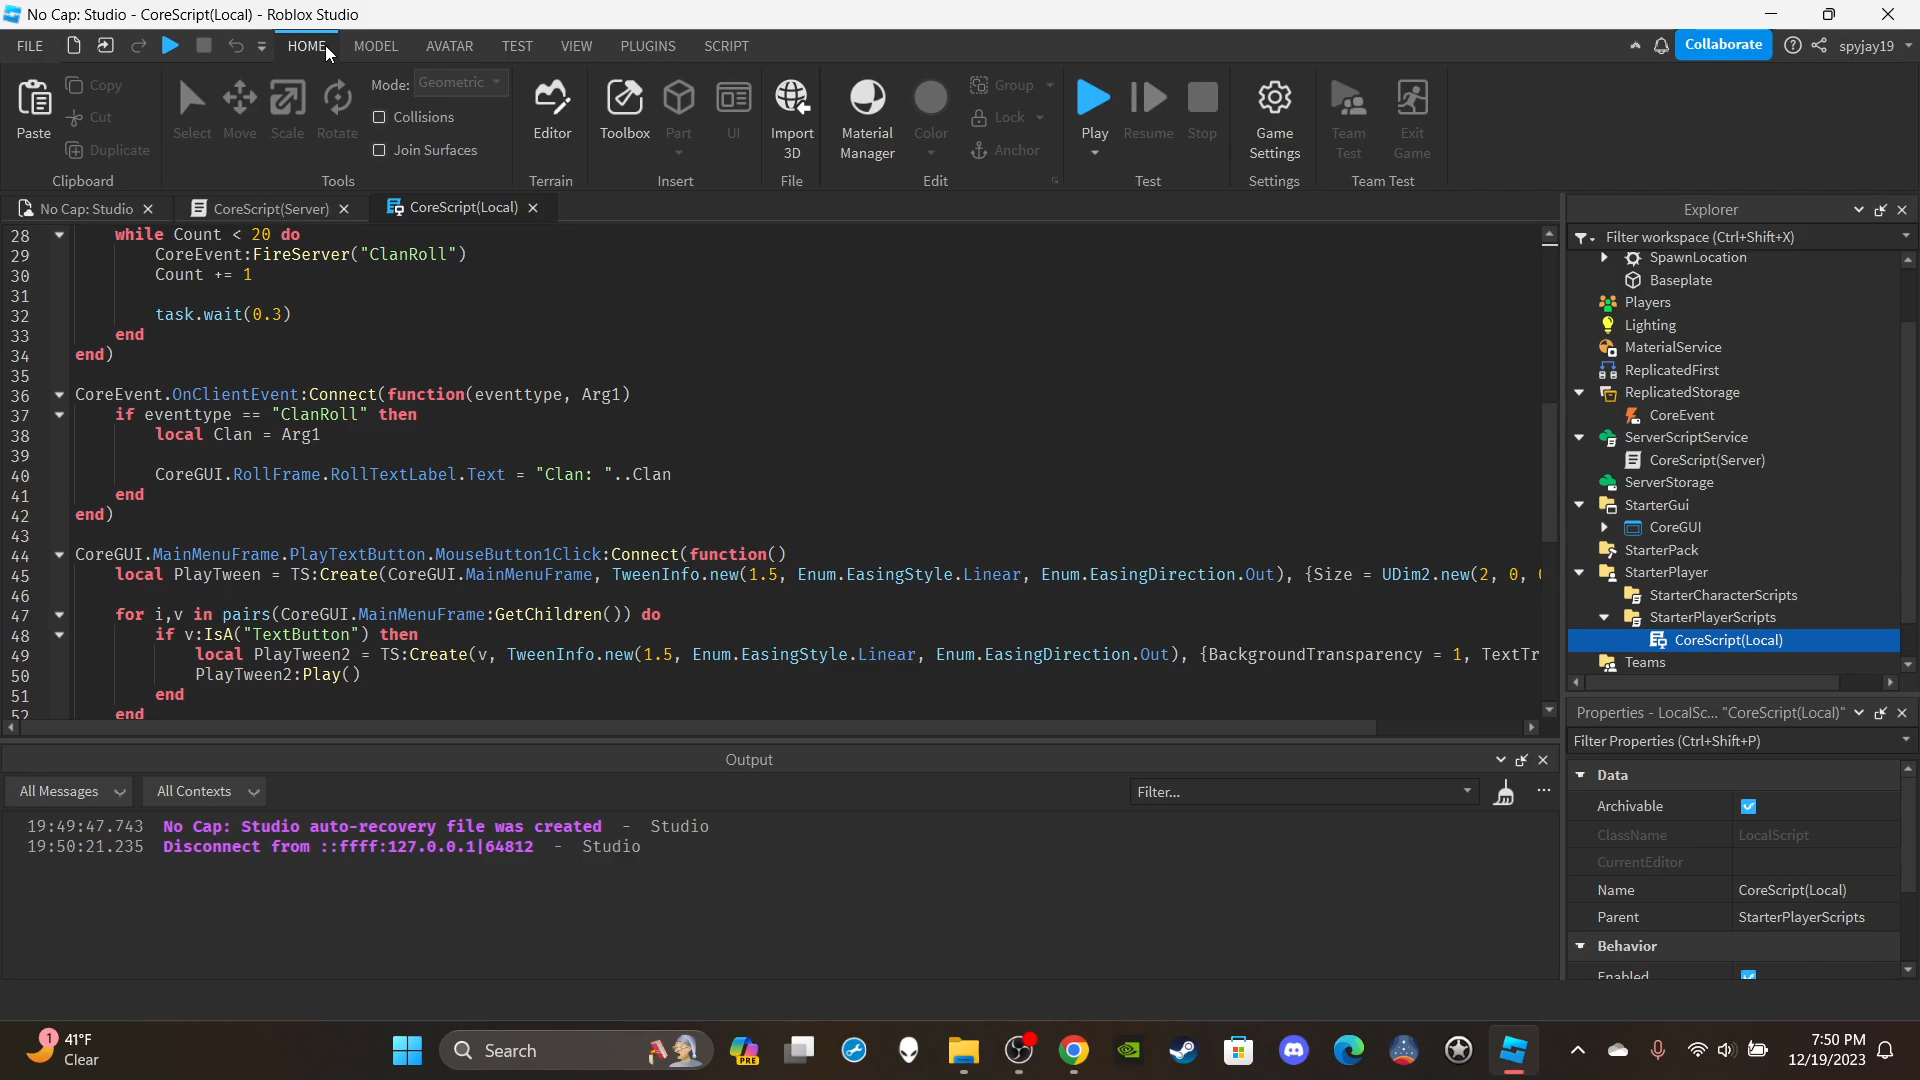 No Cap: Studio - CoreScript(Local) - Roblox Studio
FILE HOME MODEL AVATAR TEST VIEW PLUGINS SCRIPT Collaborate spyjay19
Paste Copy Cut Duplicate Clipboard
Select Move Scale Rotate Mode: Geometric Collisions Join Surfaces Tools
Editor Terrain
Toolbox Part UI Insert
Import 3D File
Material Manager Color Group Lock Anchor Edit
Play Resume Stop Test
Game Settings Settings
Team Test Exit Game Team Test
No Cap: Studio CoreScript(Server) CoreScript(Local)
28 while Count < 20 do
29 CoreEvent:FireServer("ClanRoll")
30 Count += 1
31
32 task.wait(0.3)
33 end
34 end)
35
36 CoreEvent.OnClientEvent:Connect(function(eventtype, Arg1)
37 if eventtype == "ClanRoll" then
38 local Clan = Arg1
39
40 CoreGUI.RollFrame.RollTextLabel.Text = "Clan: "..Clan
41 end
42 end)
43
44 CoreGUI.MainMenuFrame.PlayTextButton.MouseButton1Click:Connect(function()
45 local PlayTween = TS:Create(CoreGUI.MainMenuFrame, TweenInfo.new(1.5, Enum.EasingStyle.Linear, Enum.EasingDirection.Out), {Size = UDim2.new(2, 0,
46
47 for i,v in pairs(CoreGUI.MainMenuFrame:GetChildren()) do
48 if v:IsA("TextButton") then
49 local PlayTween2 = TS:Create(v, TweenInfo.new(1.5, Enum.EasingStyle.Linear, Enum.EasingDirection.Out), {BackgroundTransparency = 1, TextTr
50 PlayTween2:Play()
51 end
52 end
Output
All Messages All Contexts Filter...
19:49:47.743 No Cap: Studio auto-recovery file was created - Studio
19:50:21.235 Disconnect from ::ffff:127.0.0.1|64812 - Studio
Explorer
Filter workspace (Ctrl+Shift+X)
SpawnLocation
Baseplate
Players
Lighting
MaterialService
ReplicatedFirst
ReplicatedStorage
CoreEvent
ServerScriptService
CoreScript(Server)
ServerStorage
StarterGui
CoreGUI
StarterPack
StarterPlayer
StarterCharacterScripts
StarterPlayerScripts
CoreScript(Local)
Teams
Properties - LocalSc... "CoreScript(Local)"
Filter Properties (Ctrl+Shift+P)
Data
Archivable
ClassName LocalScript
CurrentEditor
Name CoreScript(Local)
Parent StarterPlayerScripts
Behavior
Enabled
1 41°F
Clear
Search
PRE
7:50 PM
12/19/2023